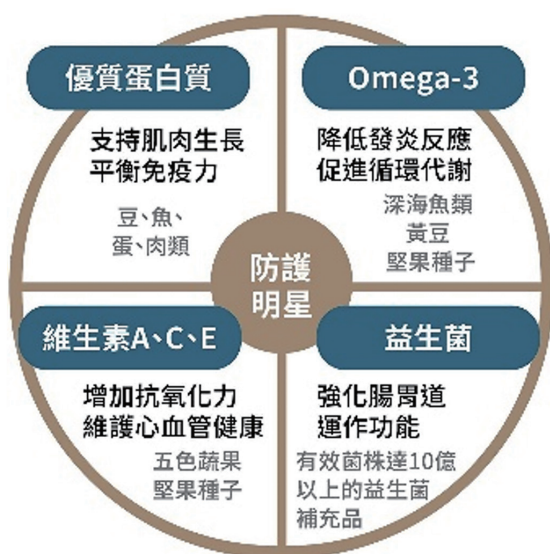 優質蛋白質
支持肌肉生長
平衡免疫力
豆、魚、
蛋、肉類
Omega-3
降低發炎反應
促進循環代謝
深海魚類
黃豆
堅果種子
防護
明星
維生素A、C、E
增加抗氧化力
維護心血管健康
五色蔬果
堅果種子
益生菌
強化腸胃道
運作功能
有效菌株達10億
以上的益生菌
補充品